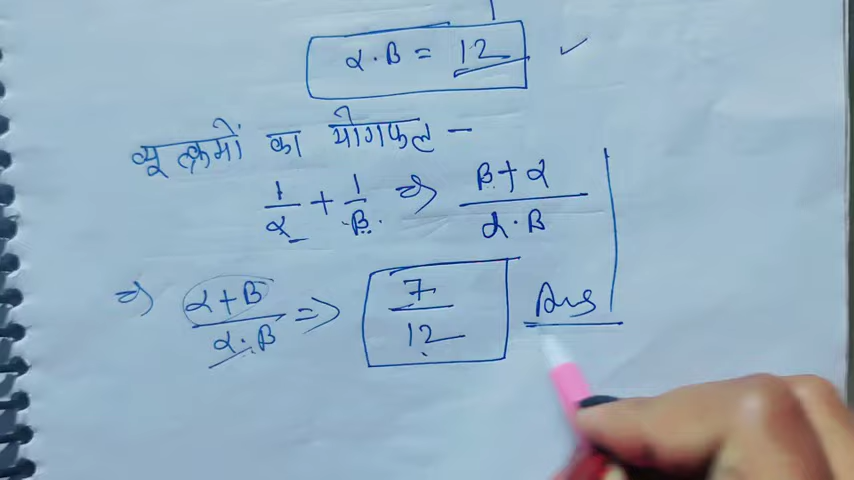 α·β = 12 ✓
व्युत्क्रमों का योगफल –
1/α + 1/β ⇒ β+α/α·β
⇒ α+β/α·β ⇒ 7/12 Ans